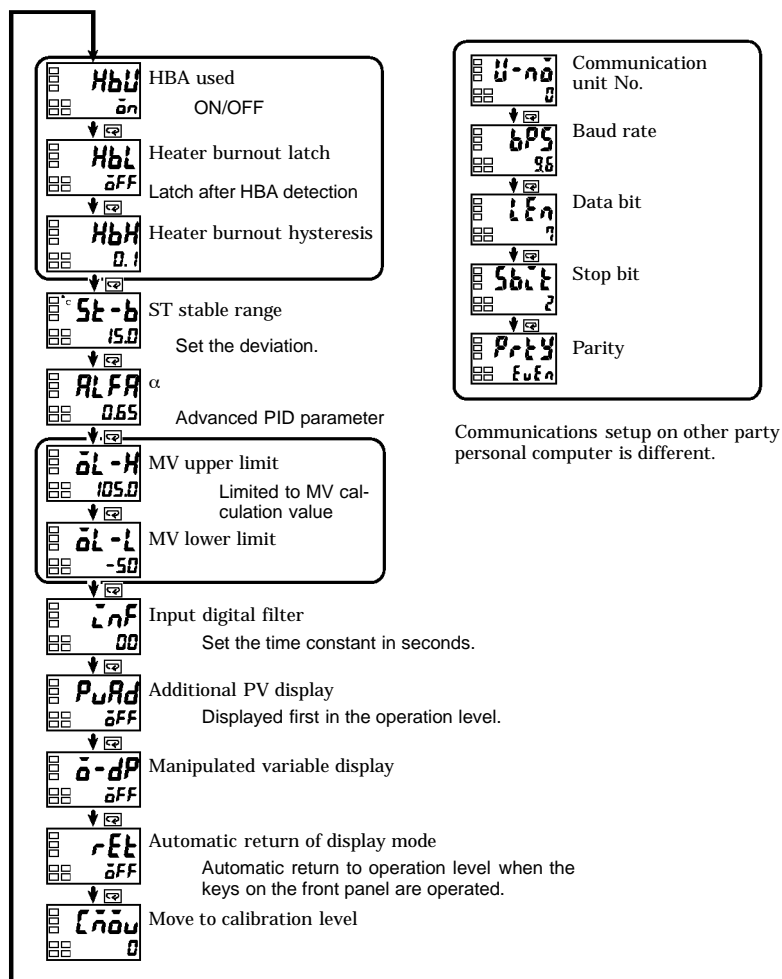 HbU HBA used
on ON/OFF
HbL Heater burnout latch
oFF Latch after HBA detection
HbH Heater burnout hysteresis
0.1
°C St-b ST stable range
15.0 Set the deviation.
ALFA α
0.65 Advanced PID parameter
oL-H MV upper limit
105.0 Limited to MV cal-
culation value
oL-L MV lower limit
-5.0
inF Input digital filter
0.0 Set the time constant in seconds.
PvAd Additional PV display
oFF Displayed first in the operation level.
o-dP Manipulated variable display
oFF
rEt Automatic return of display mode
oFF Automatic return to operation level when the
keys on the front panel are operated.
Cmov Move to calibration level
0
U-no Communication
unit No.
0
bPS Baud rate
9.6
LEn Data bit
7
Sbit Stop bit
2
PrtY Parity
EvEn
Communications setup on other party
personal computer is different.